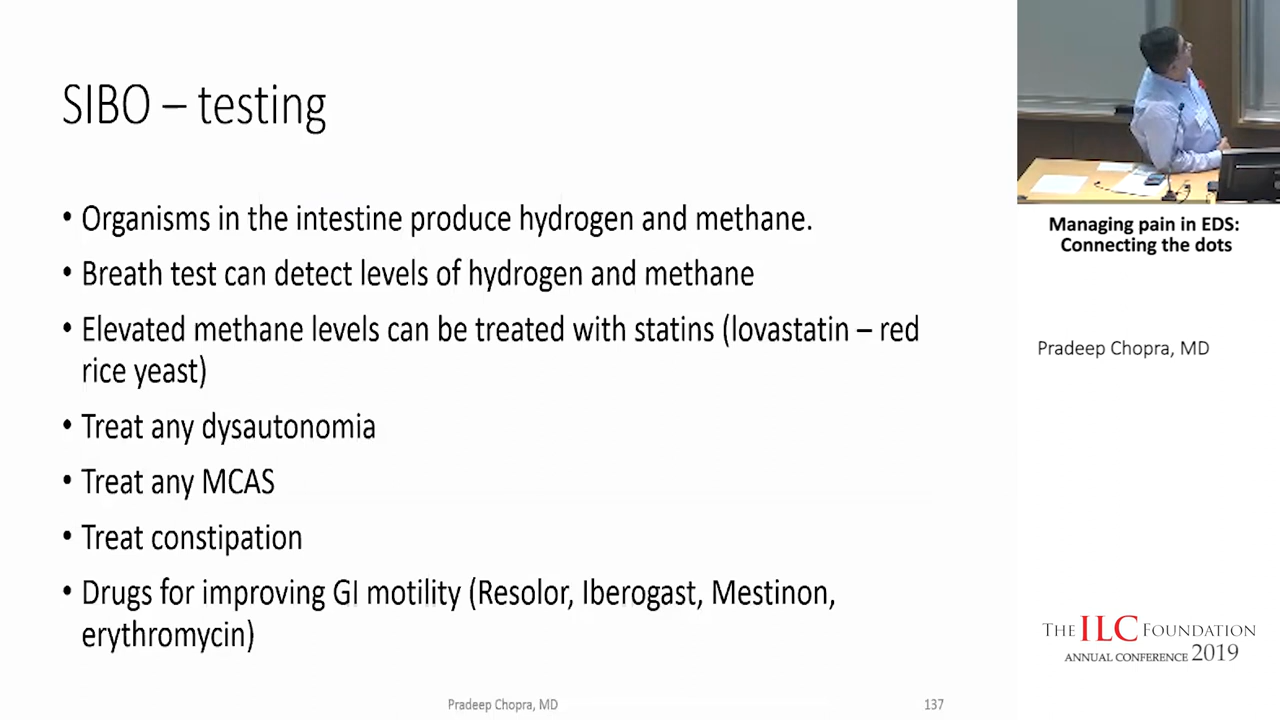 SIBO – testing
• Organisms in the intestine produce hydrogen and methane.
• Breath test can detect levels of hydrogen and methane
• Elevated methane levels can be treated with statins (lovastatin – red
rice yeast)
• Treat any dysautonomia
• Treat any MCAS
• Treat constipation
• Drugs for improving GI motility (Resolor, Iberogast, Mestinon,
erythromycin)
Pradeep Chopra, MD
137
Managing pain in EDS:
Connecting the dots
Pradeep Chopra, MD
THE ILC FOUNDATION
ANNUAL CONFERENCE 2019